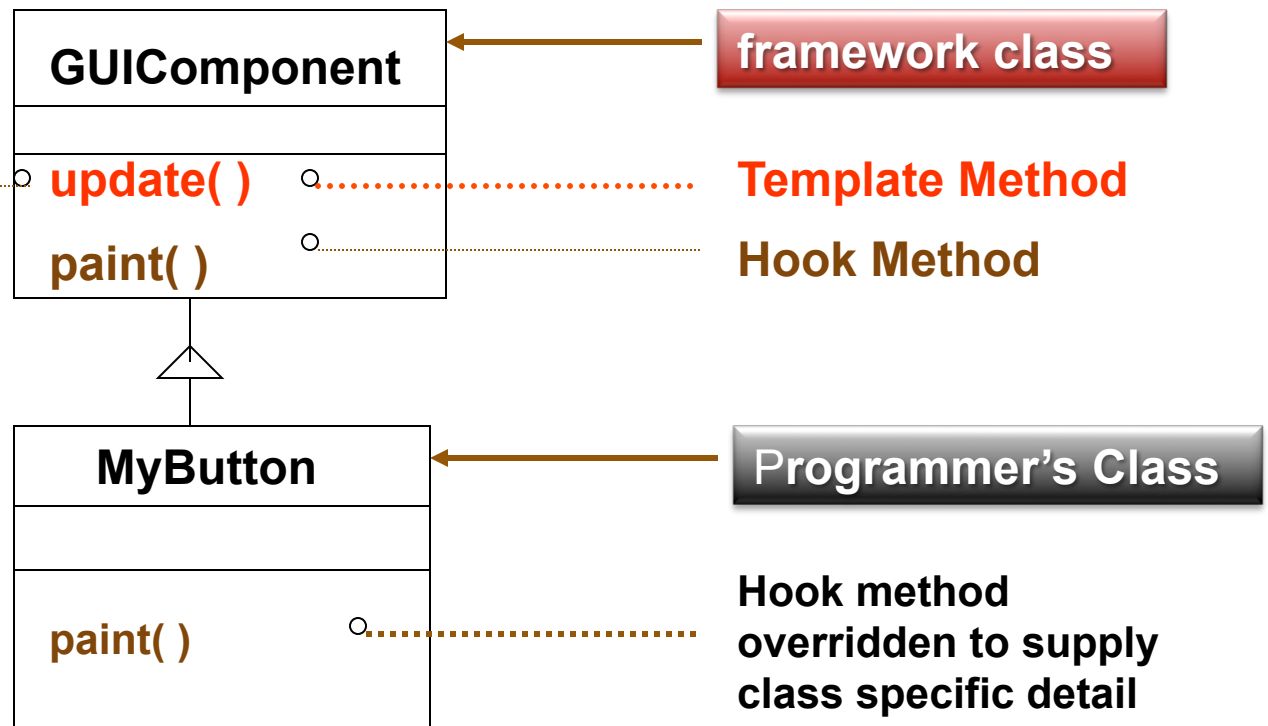 GUIComponent
framework class
update( )
Template Method
paint( )
Hook Method
MyButton
Programmer’s Class
paint( )
Hook method
overridden to supply
class specific detail